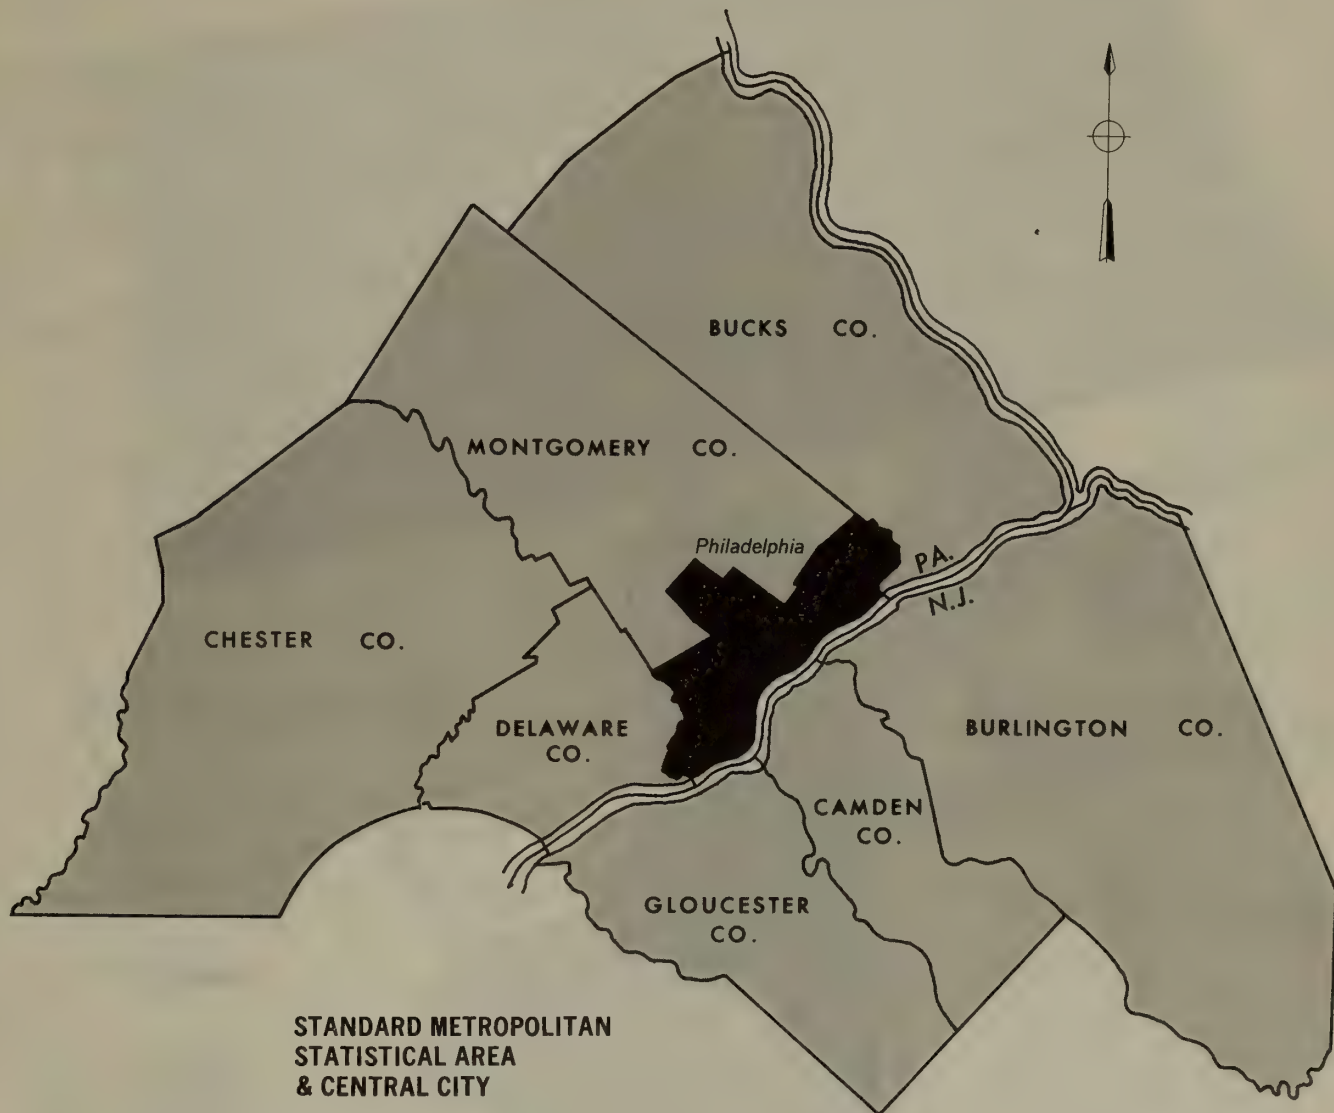 BUCKS CO.
MONTGOMERY CO.
Philadelphia
PA.
N.J.
CHESTER CO.
DELAWARE
CO.
BURLINGTON CO.
CAMDEN
CO.
GLOUCESTER
CO.
STANDARD METROPOLITAN
STATISTICAL AREA
& CENTRAL CITY